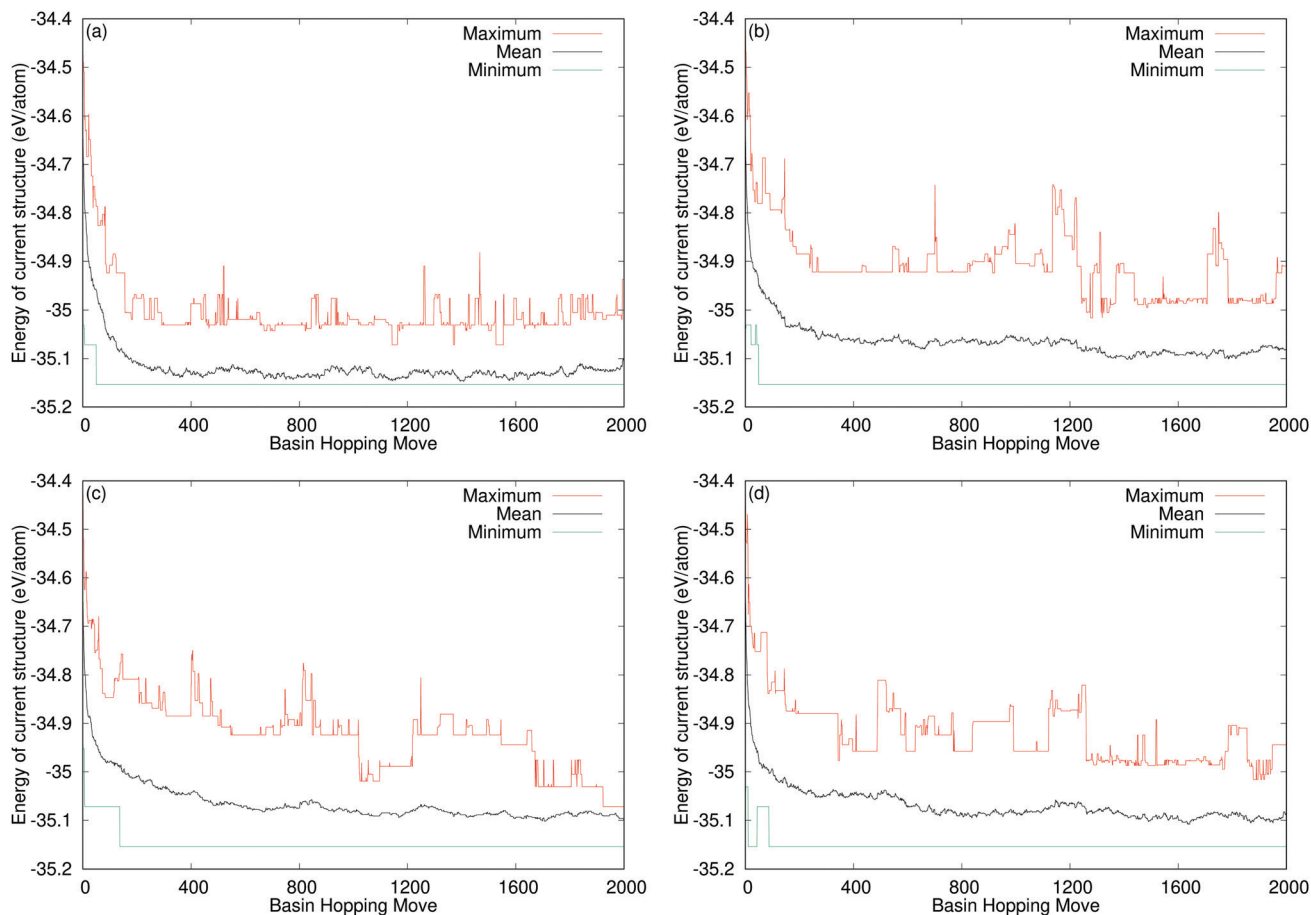 (a)
Maximum
Mean
Minimum
Energy of current structure (eV/atom)
-34.4
-34.5
-34.6
-34.7
-34.8
-34.9
-35
-35.1
-35.2
0 400 800 1200 1600 2000
Basin Hopping Move
(b)
Maximum
Mean
Minimum
Energy of current structure (eV/atom)
-34.4
-34.5
-34.6
-34.7
-34.8
-34.9
-35
-35.1
-35.2
0 400 800 1200 1600 2000
Basin Hopping Move
(c)
Maximum
Mean
Minimum
Energy of current structure (eV/atom)
-34.4
-34.5
-34.6
-34.7
-34.8
-34.9
-35
-35.1
-35.2
0 400 800 1200 1600 2000
Basin Hopping Move
(d)
Maximum
Mean
Minimum
Energy of current structure (eV/atom)
-34.4
-34.5
-34.6
-34.7
-34.8
-34.9
-35
-35.1
-35.2
0 400 800 1200 1600 2000
Basin Hopping Move